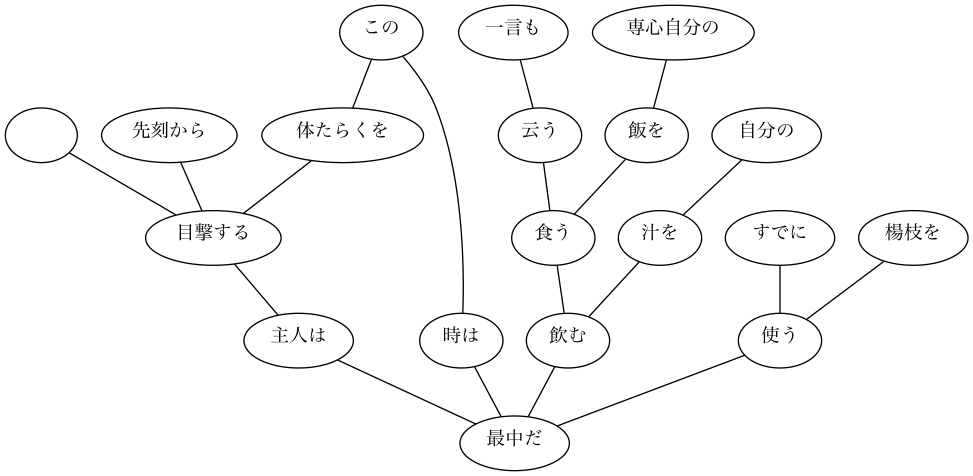 この
一言も
専心自分の
先刻から
体たらくを
云う
飯を
自分の
目撃する
食う
汁を
すでに
楊枝を
主人は
時は
飲む
使う
最中だ